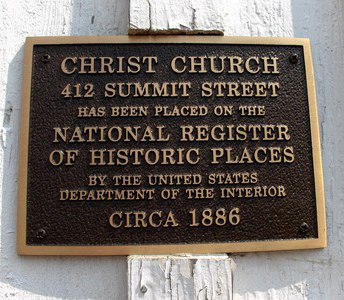 CHRIST CHURCH
412 SUMMIT STREET
HAS BEEN PLACED ON THE
NATIONAL REGISTER
OF HISTORIC PLACES
BY THE UNITED STATES
DEPARTMENT OF THE INTERIOR
CIRCA 1886